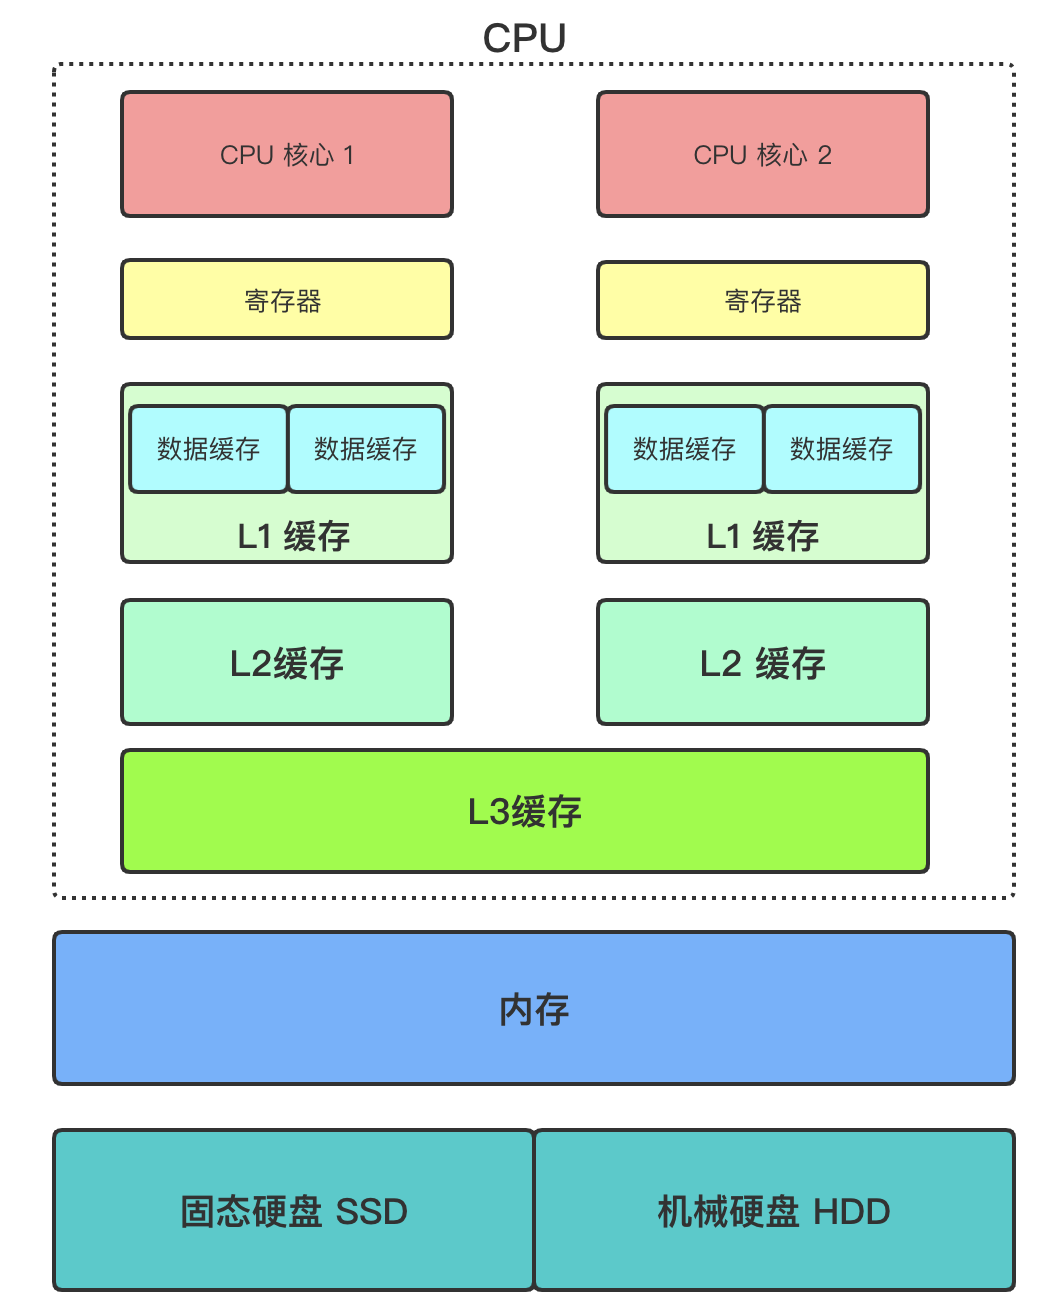 CPU
CPU 核心 1
CPU 核心 2
寄存器
寄存器
数据缓存
数据缓存
数据缓存
数据缓存
L1 缓存
L1 缓存
L2缓存
L2 缓存
L3缓存
内存
固态硬盘 SSD
机械硬盘 HDD